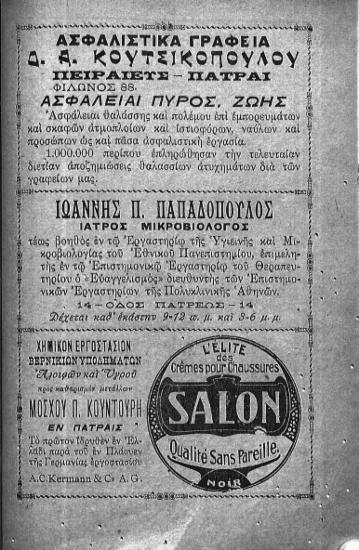 ΑΣΦΑΛΙΣΤΙΚΑ ΓΡΑΦΕΙΑ
Δ. Α. ΚΟΥΤΣΙΚΟΠΟΥΛΟΥ
ΠΕΙΡΑΙΕΥΣ – ΠΑΤΡΑΙ
ΦΙΛΩΝΟΣ 88.
ΑΣΦΑΛΕΙΑΙ ΠΥΡΟΣ, ΖΩΗΣ
Ἀσφάλειαι θαλάσσης καὶ πολέμου ἐπὶ ἐμπορευμάτων
καὶ σκαφῶν ἀτμοπλοίων καὶ ἱστιοφόρων, ναύλων καὶ
προσώπων ὡς καὶ πᾶσα ἀσφαλιστικὴ ἐργασία.
1.000.000 περίπου ἐπληρώθησαν τὴν τελευταίαν
διετίαν ἀποζημιώσεις θαλασσίων ἀτυχημάτων διὰ τῶν
γραφείων μας.
ΙΩΑΝΝΗΣ Π. ΠΑΠΑΔΟΠΟΥΛΟΣ
ΙΑΤΡΟΣ ΜΙΚΡΟΒΙΟΛΟΓΟΣ
τέως βοηθὸς ἐν τῷ Ἐργαστηρίῳ τῆς Ὑγιεινῆς καὶ Μι-
κροβιολογίας τοῦ Ἐθνικοῦ Πανεπιστημίου, ἐπιμελη-
τὴς ἐν τῷ Ἐπιστημονικῷ Ἐργαστηρίῳ τοῦ Θεραπευ-
τηρίου ὁ «Εὐαγγελισμὸς» διευθυντὴς τῶν Ἐπιστημο-
νικῶν Ἐργαστηρίων τῆς Πολυκλινικῆς Ἀθηνῶν.
14 – ΟΔΟΣ ΠΑΤΡΕΩΣ – 14
Δέχεται καθ' ἑκάστην 9-12 π. μ. καὶ 3-6 μ. μ.
ΧΗΜΙΚΟΝ ΕΡΓΟΣΤΑΣΙΟΝ
ΒΕΡΝΙΚΙΩΝ ΥΠΟΔΗΜΑΤΩΝ
Ἀλοιφῶν καὶ Ὑγροῦ
πρὸς καθαρισμὸν μετάλλων
ΜΟΣΧΟΥ Π. ΚΟΥΝΤΟΥΡΗ
ΕΝ ΠΑΤΡΑΙΣ
Τὸ πρῶτον ἱδρυθὲν ἐν Ἑλ-
λάδι παρὰ τοῦ ἐν Πλάουεν
τῆς Γερμανίας ἐργοστασίου
A.C. Kermann & Co A.G.
L'ÉLITE
des
Crèmes pour Chaussures
SALON
Qualité Sans Pareille.
NOIR